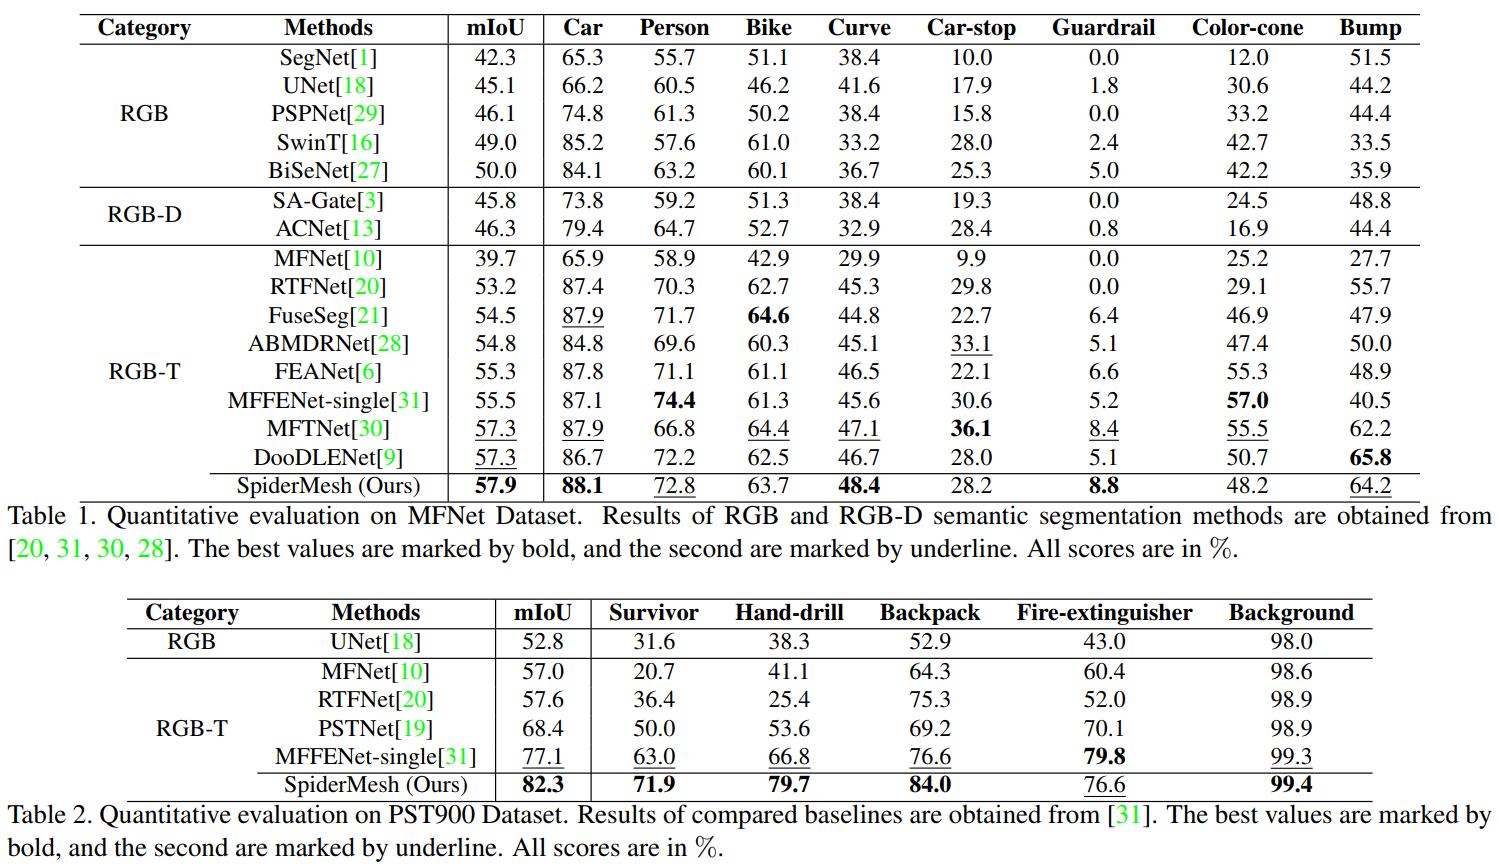 Category Methods mIoU Car Person Bike Curve Car-stop Guardrail Color-cone Bump
SegNet[1] 42.3 65.3 55.7 51.1 38.4 10.0 0.0 12.0 51.5
UNet[18] 45.1 66.2 60.5 46.2 41.6 17.9 1.8 30.6 44.2
RGB PSPNet[29] 46.1 74.8 61.3 50.2 38.4 15.8 0.0 33.2 44.4
SwinT[16] 49.0 85.2 57.6 61.0 33.2 28.0 2.4 42.7 33.5
BiSeNet[27] 50.0 84.1 63.2 60.1 36.7 25.3 5.0 42.2 35.9
RGB-D SA-Gate[3] 45.8 73.8 59.2 51.3 38.4 19.3 0.0 24.5 48.8
ACNet[13] 46.3 79.4 64.7 52.7 32.9 28.4 0.8 16.9 44.4
MFNet[10] 39.7 65.9 58.9 42.9 29.9 9.9 0.0 25.2 27.7
RTFNet[20] 53.2 87.4 70.3 62.7 45.3 29.8 0.0 29.1 55.7
FuseSeg[21] 54.5 87.9 71.7 64.6 44.8 22.7 6.4 46.9 47.9
ABMDRNet[28] 54.8 84.8 69.6 60.3 45.1 33.1 5.1 47.4 50.0
RGB-T FEANet[6] 55.3 87.8 71.1 61.1 46.5 22.1 6.6 55.3 48.9
MFFENet-single[31] 55.5 87.1 74.4 61.3 45.6 30.6 5.2 57.0 40.5
MFTNet[30] 57.3 87.9 66.8 64.4 47.1 36.1 8.4 55.5 62.2
DooDLENet[9] 57.3 86.7 72.2 62.5 46.7 28.0 5.1 50.7 65.8
SpiderMesh (Ours) 57.9 88.1 72.8 63.7 48.4 28.2 8.8 48.2 64.2
Table 1. Quantitative evaluation on MFNet Dataset. Results of RGB and RGB-D semantic segmentation methods are obtained from
[20, 31, 30, 28]. The best values are marked by bold, and the second are marked by underline. All scores are in %.
Category Methods mIoU Survivor Hand-drill Backpack Fire-extinguisher Background
RGB UNet[18] 52.8 31.6 38.3 52.9 43.0 98.0
MFNet[10] 57.0 20.7 41.1 64.3 60.4 98.6
RTFNet[20] 57.6 36.4 25.4 75.3 52.0 98.9
RGB-T PSTNet[19] 68.4 50.0 53.6 69.2 70.1 98.9
MFFENet-single[31] 77.1 63.0 66.8 76.6 79.8 99.3
SpiderMesh (Ours) 82.3 71.9 79.7 84.0 76.6 99.4
Table 2. Quantitative evaluation on PST900 Dataset. Results of compared baselines are obtained from [31]. The best values are marked by
bold, and the second are marked by underline. All scores are in %.